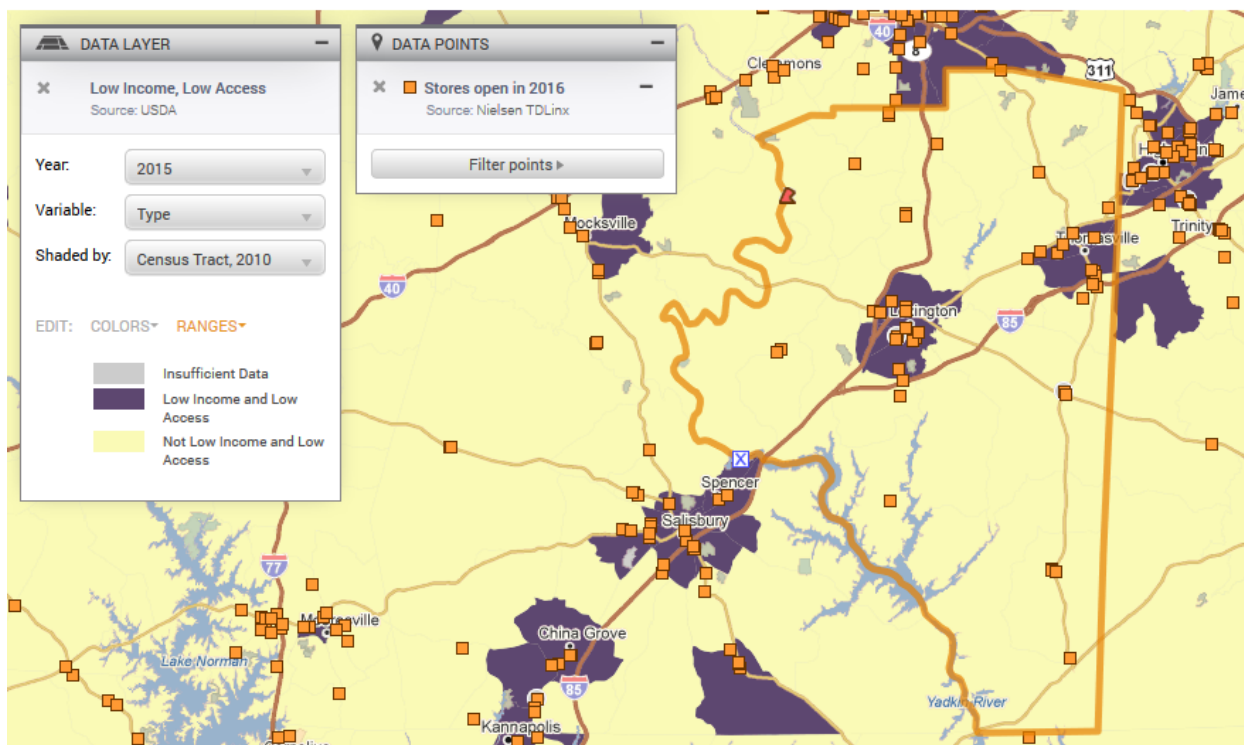 DATA LAYER
Low Income, Low Access
Source: USDA
Year:
2015
Variable:
Type
Shaded by:
Census Tract, 2010
EDIT: COLORS RANGES
Insufficient Data
Low Income and Low
Access
Not Low Income and Low
Access
DATA POINTS
Stores open in 2016
Source: Nielsen TDLinx
Filter points
40
8
311
Mocksville
Trinity
40
85
Spencer
Salisbury
77
Lake Norman
China Grove
85
Yadkin River
Kannapolis